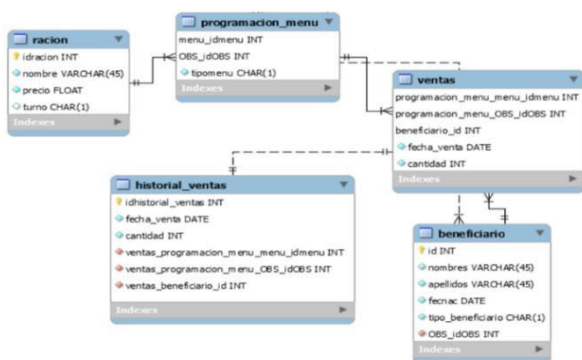 programacion_menu
menu_idmenu INT
OBS_idOBS INT
tipomenu CHAR(1)
Indexes
racion
idracion INT
nombre VARCHAR(45)
precio FLOAT
turno CHAR(1)
Indexes
ventas
programacion_menu_menu_idmenu INT
programacion_menu_OBS_idOBS INT
beneficiario_id INT
fecha_venta DATE
cantidad INT
Indexes
historial_ventas
idhistorial_ventas INT
fecha_venta DATE
cantidad INT
ventas_programacion_menu_menu_idmenu INT
ventas_programacion_menu_OBS_idOBS INT
ventas_beneficiario_id INT
Indexes
beneficiario
id INT
nombres VARCHAR(45)
apellidos VARCHAR(45)
fecnac DATE
tipo_beneficiario CHAR(1)
OBS_idOBS INT
Indexes